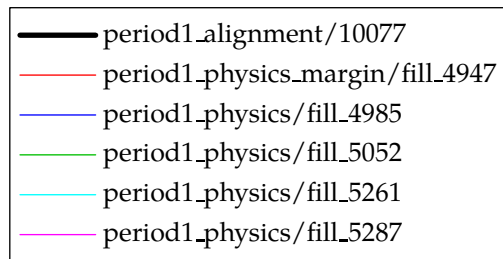 period1_alignment/10077
period1_physics_margin/fill_4947
period1_physics/fill_4985
period1_physics/fill_5052
period1_physics/fill_5261
period1_physics/fill_5287